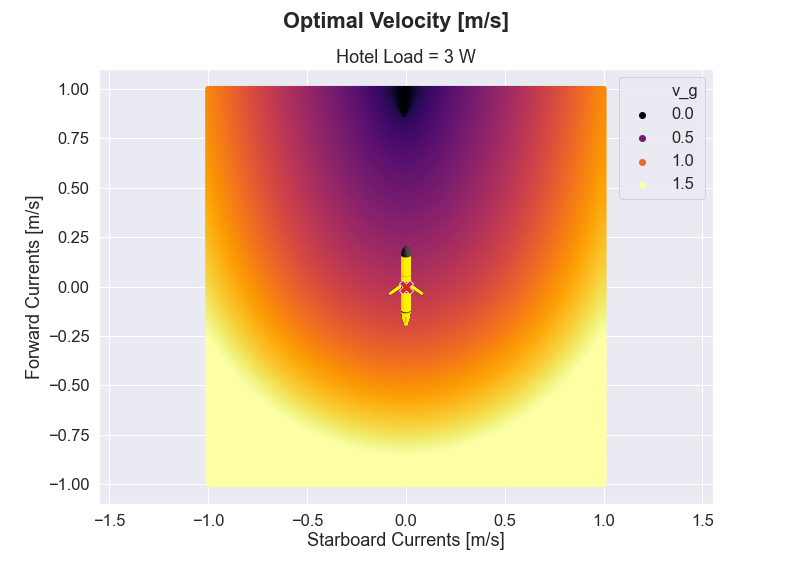 Optimal Velocity [m/s]
Hotel Load = 3 W
v_g
0.0
0.5
1.0
1.5
Forward Currents [m/s]
1.00
0.75
0.50
0.25
0.00
−0.25
−0.50
−0.75
−1.00
−1.5 −1.0 −0.5 0.0 0.5 1.0 1.5
Starboard Currents [m/s]